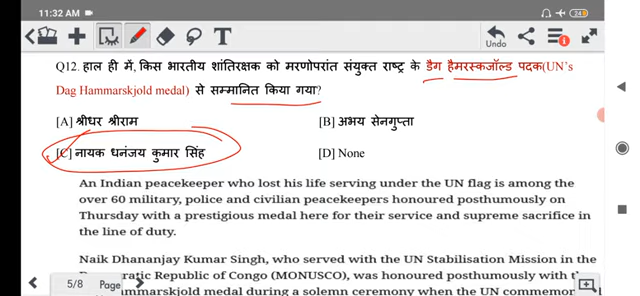 11:32 AM
24
Undo
Q12. हाल ही में, किस भारतीय शांतिरक्षक को मरणोपरांत संयुक्त राष्ट्र के डैग हैमरस्कजॉल्ड पदक(UN's
Dag Hammarskjold medal) से सम्मानित किया गया?
[A] श्रीधर श्रीराम
[B] अभय सेनगुप्ता
[C] नायक धनंजय कुमार सिंह
[D] None
An Indian peacekeeper who lost his life serving under the UN flag is among the
over 60 military, police and civilian peacekeepers honoured posthumously on
Thursday with a prestigious medal here for their service and supreme sacrifice in
the line of duty.
Naik Dhananjay Kumar Singh, who served with the UN Stabilisation Mission in the
Republic of Congo (MONUSCO), was honoured posthumously with
medal during a solemn ceremony when the UN
5/8